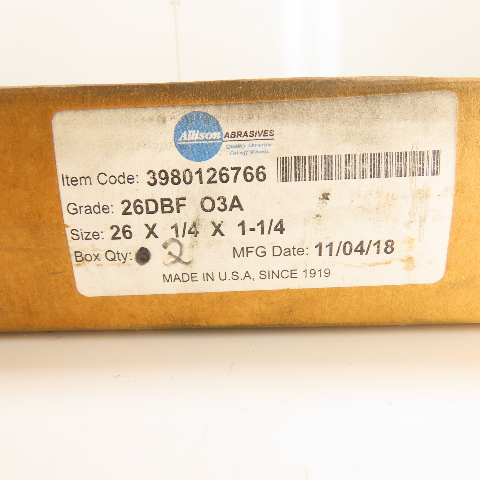 Allison ABRASIVES
Quality Abrasive
Cut-off Wheels
Item Code: 3980126766
Grade: 26DBF O3A
Size: 26 X 1/4 X 1-1/4
Box Qty: 2 MFG Date: 11/04/18
MADE IN U.S.A, SINCE 1919